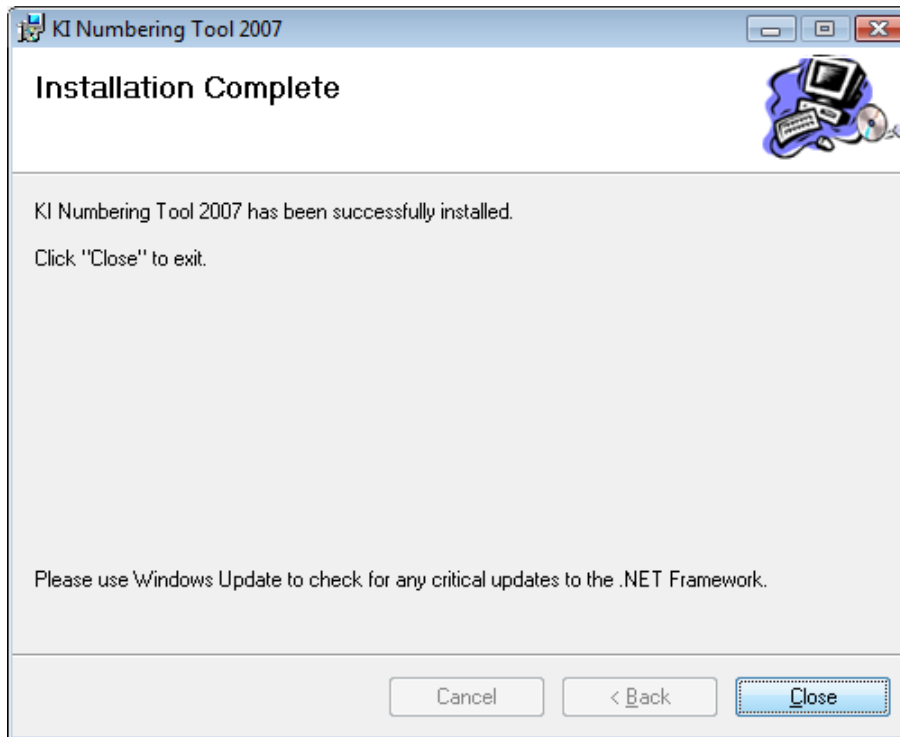 KI Numbering Tool 2007
Installation Complete
KI Numbering Tool 2007 has been successfully installed.
Click "Close" to exit.
Please use Windows Update to check for any critical updates to the .NET Framework.
Cancel
< Back
Close